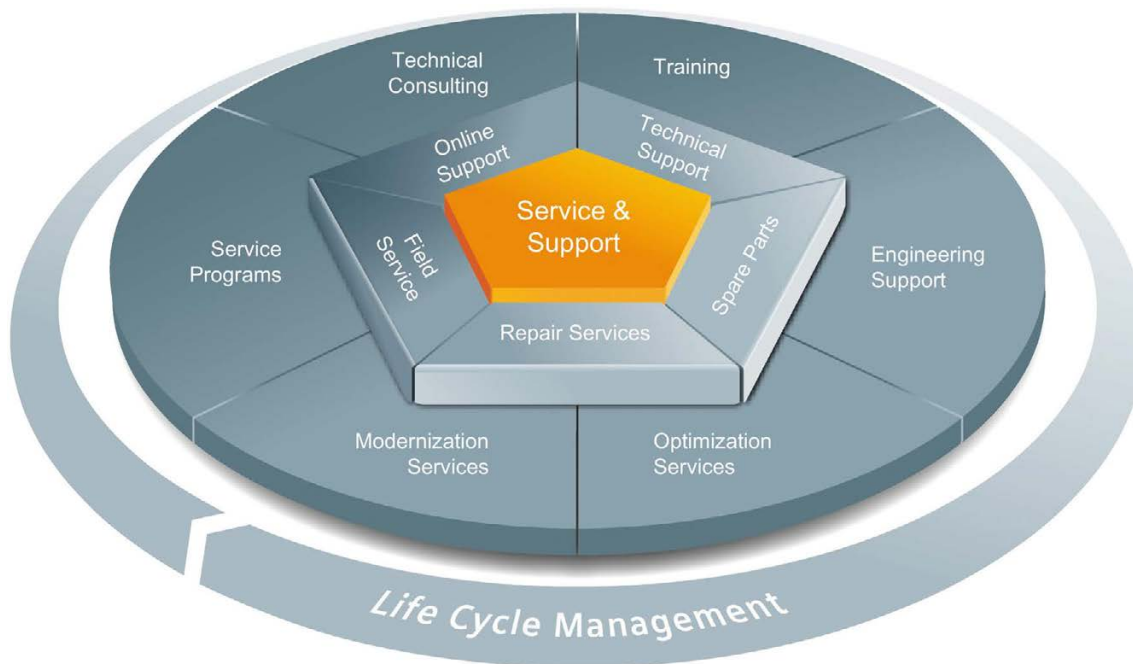 Technical
Consulting
Training
Online
Support
Technical
Support
Service &
Support
Service
Programs
Field
Service
Spare Parts
Engineering
Support
Repair Services
Modernization
Services
Optimization
Services
Life Cycle Management